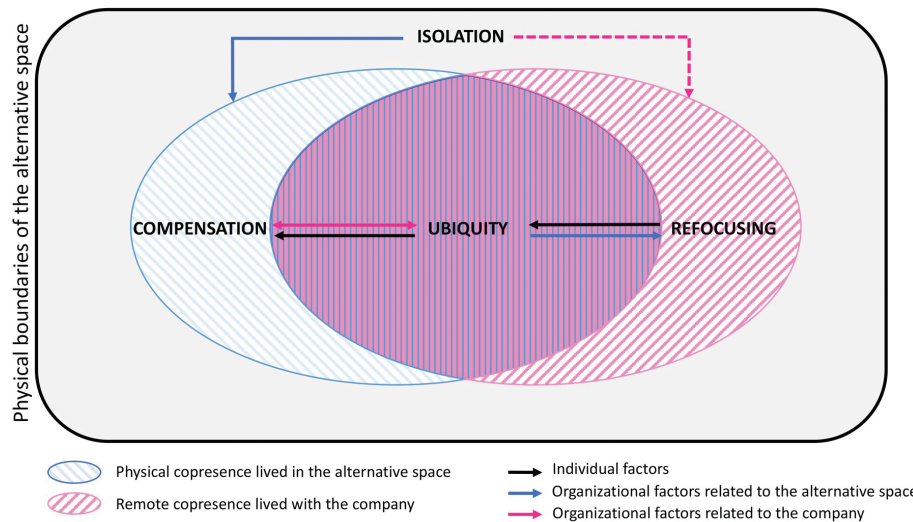 Physical boundaries of the alternative space
ISOLATION
COMPENSATION
UBIQUITY
REFOCUSING
Physical copresence lived in the alternative space
Remote copresence lived with the company
Individual factors
Organizational factors related to the alternative space
Organizational factors related to the company